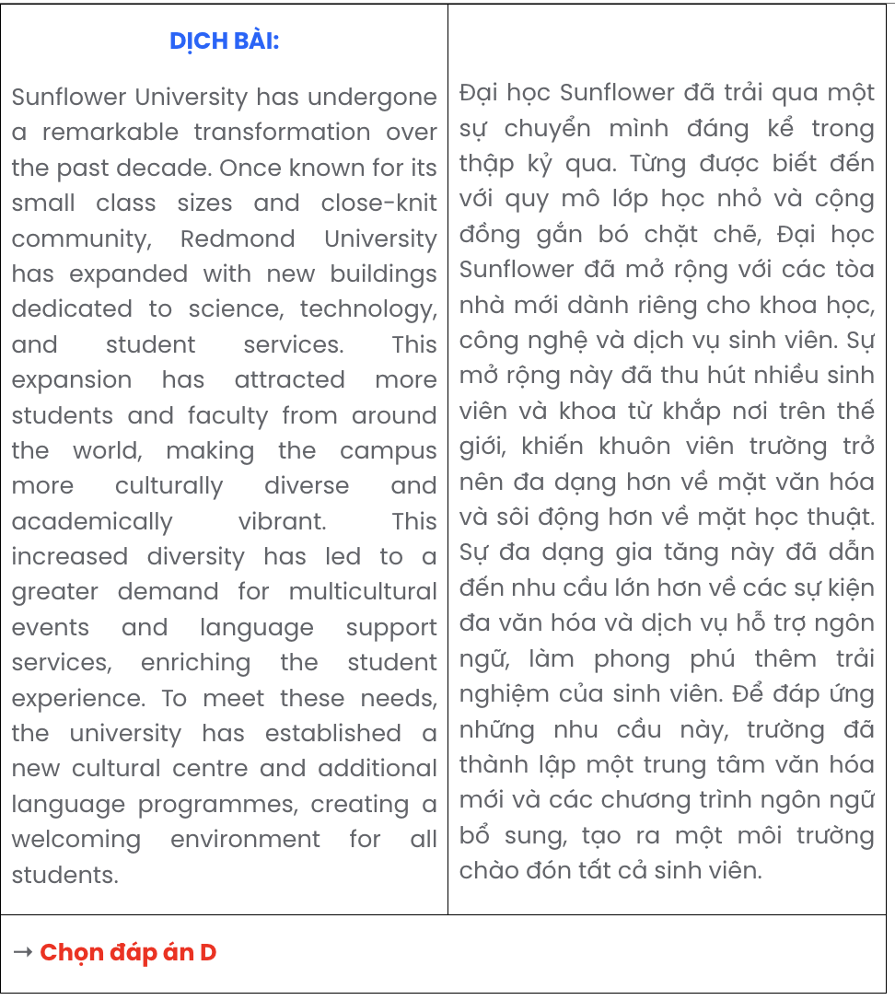 DỊCH BÀI:
Sunflower University has undergone
a remarkable transformation over
the past decade. Once known for its
small class sizes and close-knit
community, Redmond University
has expanded with new buildings
dedicated to science, technology,
and student services. This
expansion has attracted more
students and faculty from around
the world, making the campus
more culturally diverse and
academically vibrant. This
increased diversity has led to a
greater demand for multicultural
events and language support
services, enriching the student
experience. To meet these needs,
the university has established a
new cultural centre and additional
language programmes, creating a
welcoming environment for all
students.
Đại học Sunflower đã trải qua một
sự chuyển mình đáng kể trong
thập kỷ qua. Từng được biết đến
với quy mô lớp học nhỏ và cộng
đồng gắn bó chặt chẽ, Đại học
Sunflower đã mở rộng với các tòa
nhà mới dành riêng cho khoa học,
công nghệ và dịch vụ sinh viên. Sự
mở rộng này đã thu hút nhiều sinh
viên và khoa từ khắp nơi trên thế
giới, khiến khuôn viên trường trở
nên đa dạng hơn về mặt văn hóa
và sôi động hơn về mặt học thuật.
Sự đa dạng gia tăng này đã dẫn
đến nhu cầu lớn hơn về các sự kiện
đa văn hóa và dịch vụ hỗ trợ ngôn
ngữ, làm phong phú thêm trải
nghiệm của sinh viên. Để đáp ứng
những nhu cầu này, trường đã
thành lập một trung tâm văn hóa
mới và các chương trình ngôn ngữ
bổ sung, tạo ra một môi trường
chào đón tất cả sinh viên.
→ Chọn đáp án D